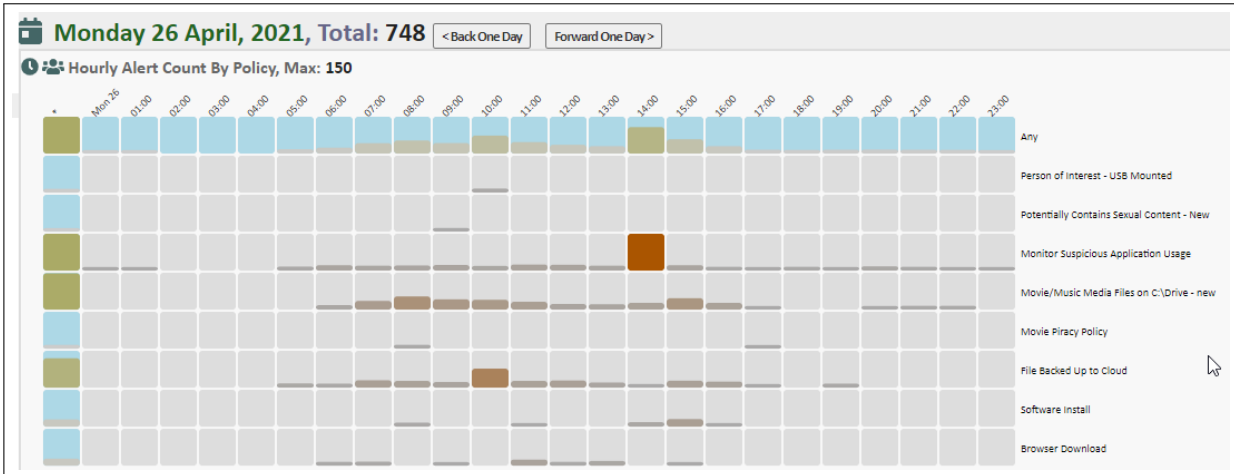 Monday 26 April, 2021, Total: 748 < Back One Day Forward One Day >
Hourly Alert Count By Policy, Max: 150
* Mon 26 01:00 02:00 03:00 04:00 05:00 06:00 07:00 08:00 09:00 10:00 11:00 12:00 13:00 14:00 15:00 16:00 17:00 18:00 19:00 20:00 21:00 22:00 23:00
Any
Person of Interest - USB Mounted
Potentially Contains Sexual Content - New
Monitor Suspicious Application Usage
Movie/Music Media Files on C:\Drive - new
Movie Piracy Policy
File Backed Up to Cloud
Software Install
Browser Download